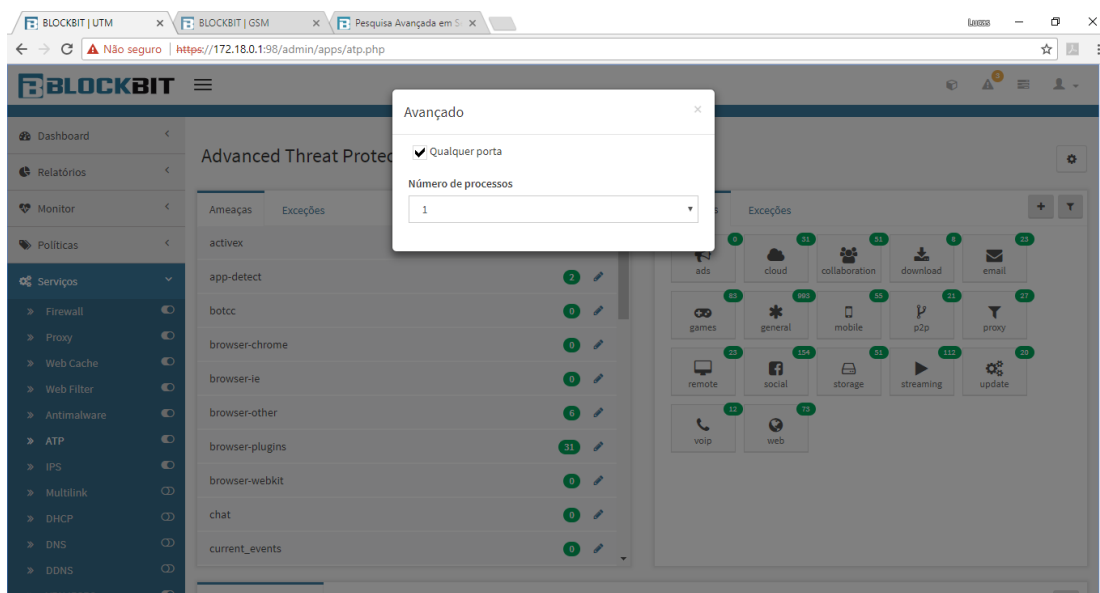 BLOCKBIT | UTM
BLOCKBIT | GSM
Pesquisa Avançada em S
Lucas
Não seguro
https://172.18.0.1:98/admin/apps/atp.php
BLOCKBIT
3
Dashboard
Relatórios
Monitor
Políticas
Serviços
Firewall
Proxy
Web Cache
Web Filter
Antimalware
ATP
IPS
Multilink
DHCP
DNS
DDNS
Avançado
×
Qualquer porta
Número de processos
1
Advanced Threat Protec
Ameaças
Exceções
activex
app-detect 2
botcc 0
browser-chrome 0
browser-ie 0
browser-other 6
browser-plugins 31
browser-webkit 0
chat 0
current_events 0
s
Exceções
+
0 31 51 8 23
ads cloud collaboration download email
83 993 55 21 27
games general mobile p2p proxy
23 154 51 112 20
remote social storage streaming update
12 73
voip web